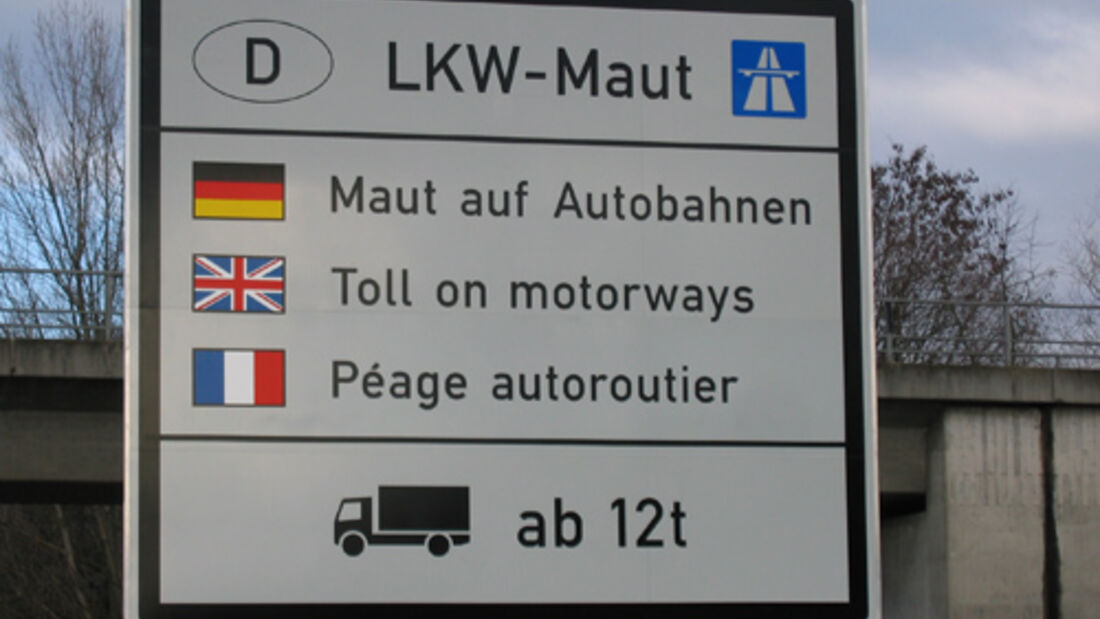 D LKW-Maut
Maut auf Autobahnen
Toll on motorways
Péage autoroutier
ab 12t